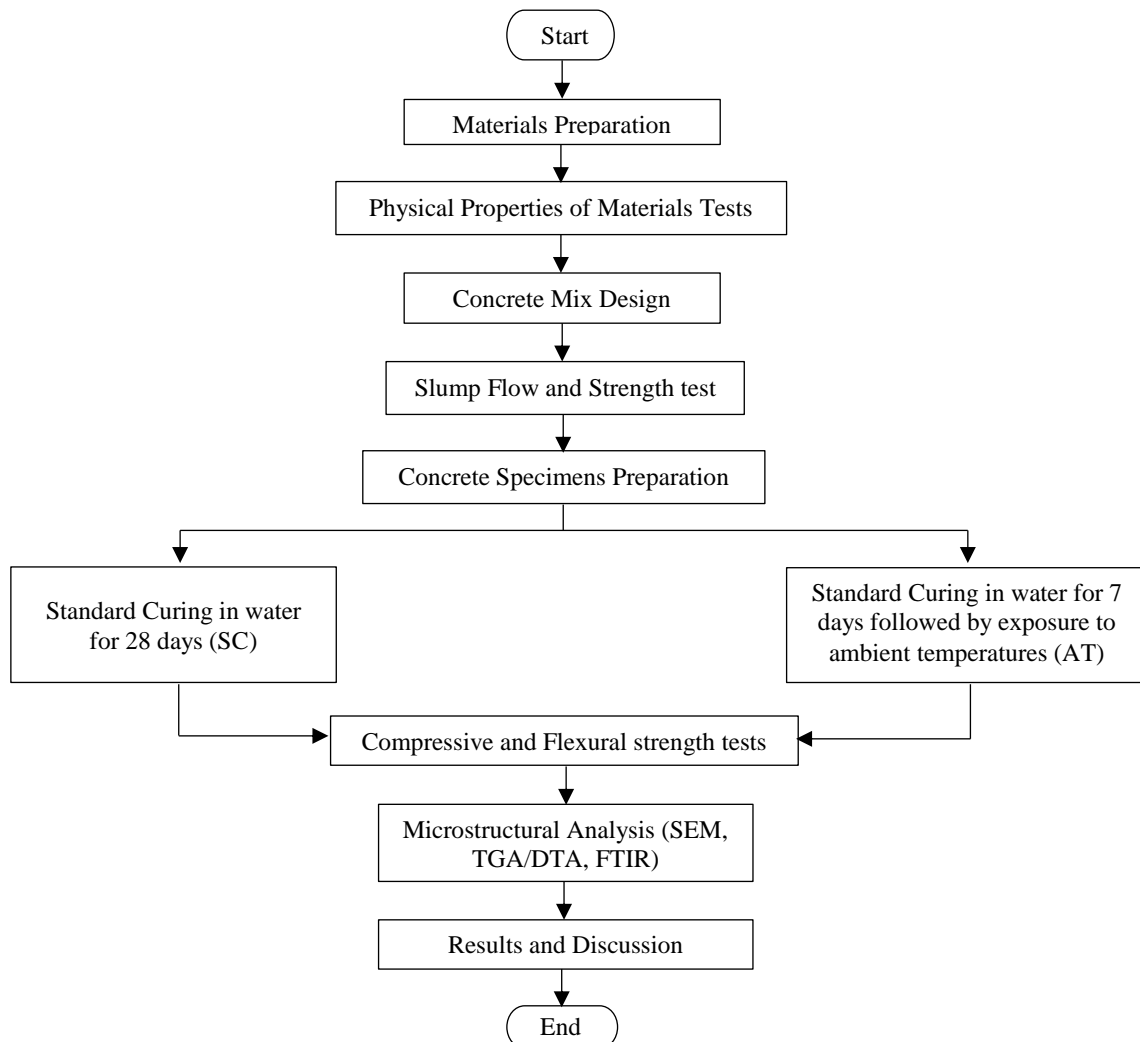 Start
Materials Preparation
Physical Properties of Materials Tests
Concrete Mix Design
Slump Flow and Strength test
Concrete Specimens Preparation
Standard Curing in water
for 28 days (SC)
Standard Curing in water for 7
days followed by exposure to
ambient temperatures (AT)
Compressive and Flexural strength tests
Microstructural Analysis (SEM,
TGA/DTA, FTIR)
Results and Discussion
End